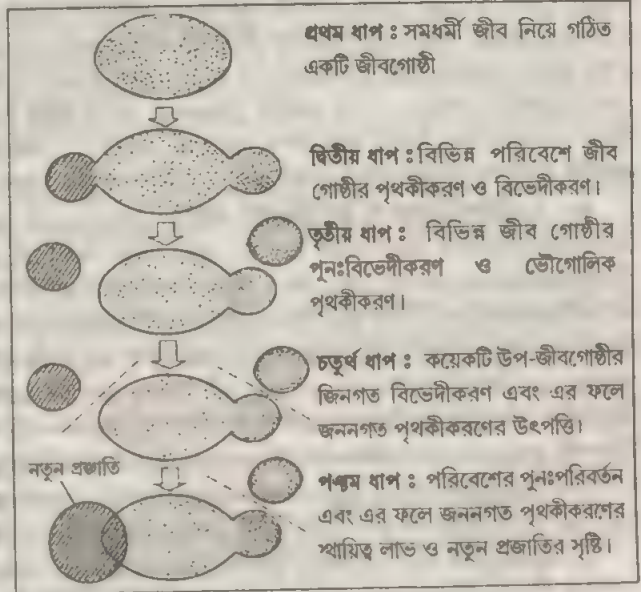 প্রথম ধাপ : সমধর্মী জীব নিয়ে গঠিত
একটি জীবগোষ্ঠী
দ্বিতীয় ধাপ : বিভিন্ন পরিবেশে জীব
গোষ্ঠীর পৃথকীকরণ ও বিভেদীকরণ।
তৃতীয় ধাপ : বিভিন্ন জীব গোষ্ঠীর
পুনঃবিভেদীকরণ ও ভৌগোলিক
পৃথকীকরণ।
চতুর্থ ধাপ : কয়েকটি উপ-জীবগোষ্ঠীর
জিনগত বিভেদীকরণ এবং এর ফলে
জননগত পৃথকীকরণের উৎপত্তি।
নতুন প্রজাতি
পঞ্চম ধাপ : পরিবেশের পুনঃপরিবর্তন
এবং এর ফলে জননগত পৃথকীকরণের
স্থায়িত্ব লাভ ও নতুন প্রজাতির সৃষ্টি।